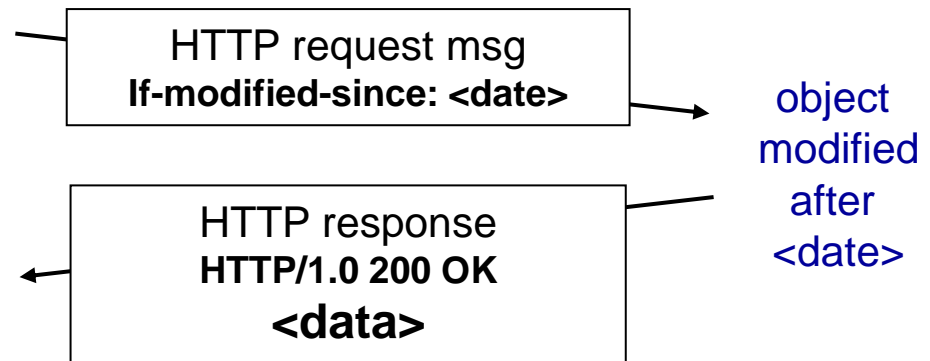 HTTP request msg
If-modified-since: <date>
object
modified
after
<date>
HTTP response
HTTP/1.0 200 OK
<data>